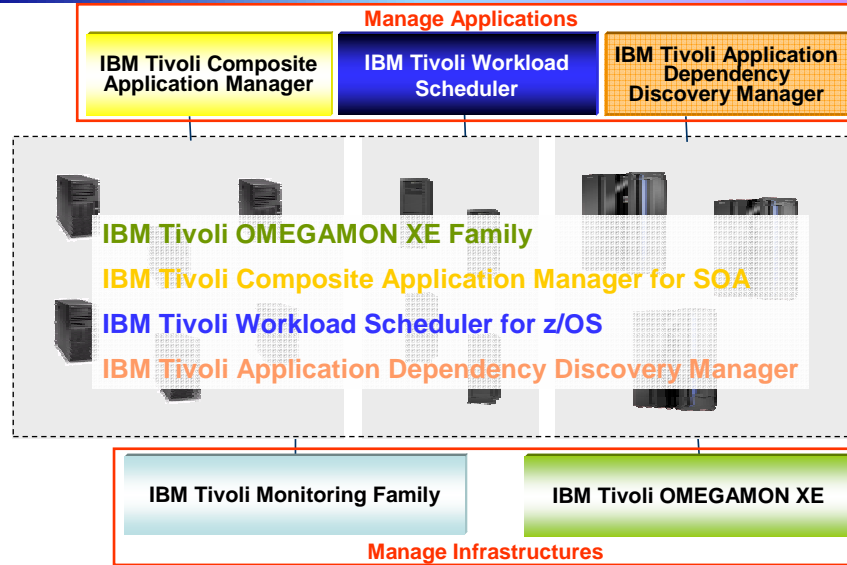 Manage Applications
IBM Tivoli Composite
Application Manager
IBM Tivoli Workload
Scheduler
IBM Tivoli Application
Dependency
Discovery Manager
IBM Tivoli OMEGAMON XE Family
IBM Tivoli Composite Application Manager for SOA
IBM Tivoli Workload Scheduler for z/OS
IBM Tivoli Application Dependency Discovery Manager
IBM Tivoli Monitoring Family
IBM Tivoli OMEGAMON XE
Manage Infrastructures